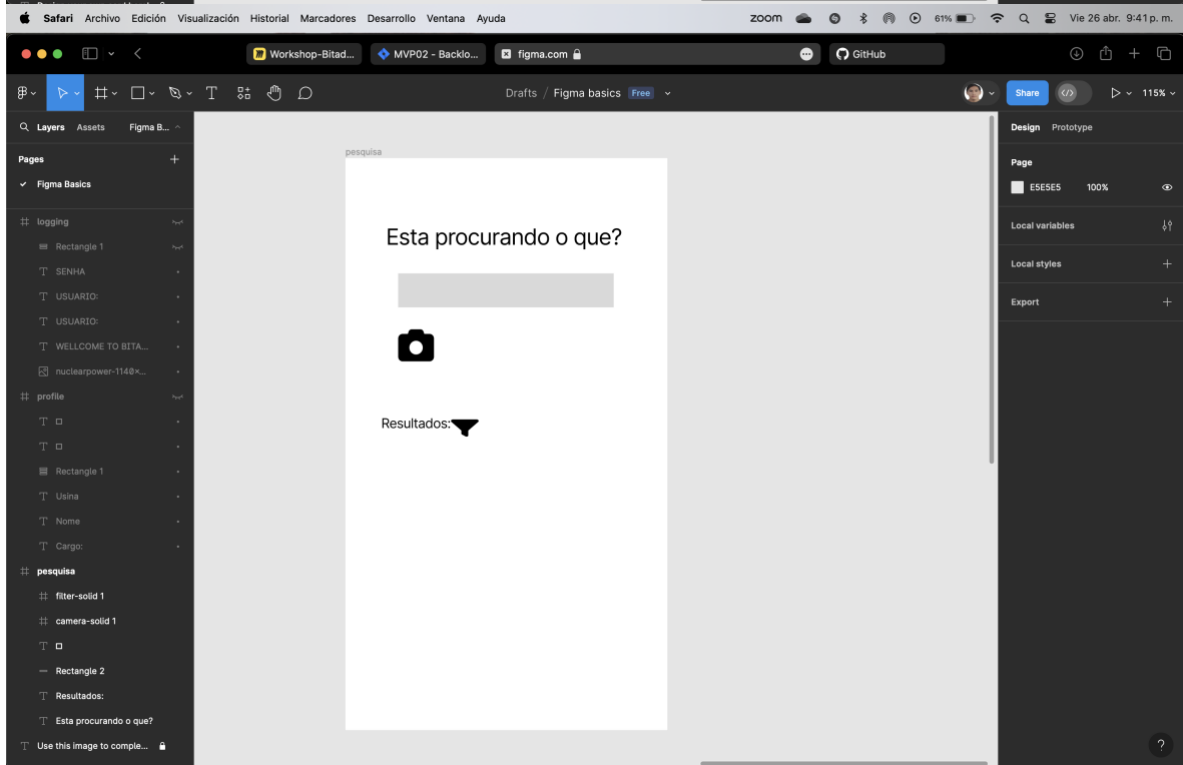 Safari Archivo Edición Visualización Historial Marcadores Desarrollo Ventana Ayuda
zoom 61% Vie 26 abr. 9:41 p. m.
Workshop-Bitad... MVP02 - Backlo... figma.com GitHub
Drafts / Figma basics Free
Share 115%
Layers Assets Figma B...
Pages
Figma Basics
logging
Rectangle 1
SENHA
USUARIO:
USUARIO:
WELLCOME TO BITA...
nuclearpower-1140×...
profile
Rectangle 1
Usina
Nome
Cargo:
pesquisa
filter-solid 1
camera-solid 1
Rectangle 2
Resultados:
Esta procurando o que?
Use this image to comple...
pesquisa
Esta procurando o que?
Resultados:
Design Prototype
Page
E5E5E5 100%
Local variables
Local styles
Export
?